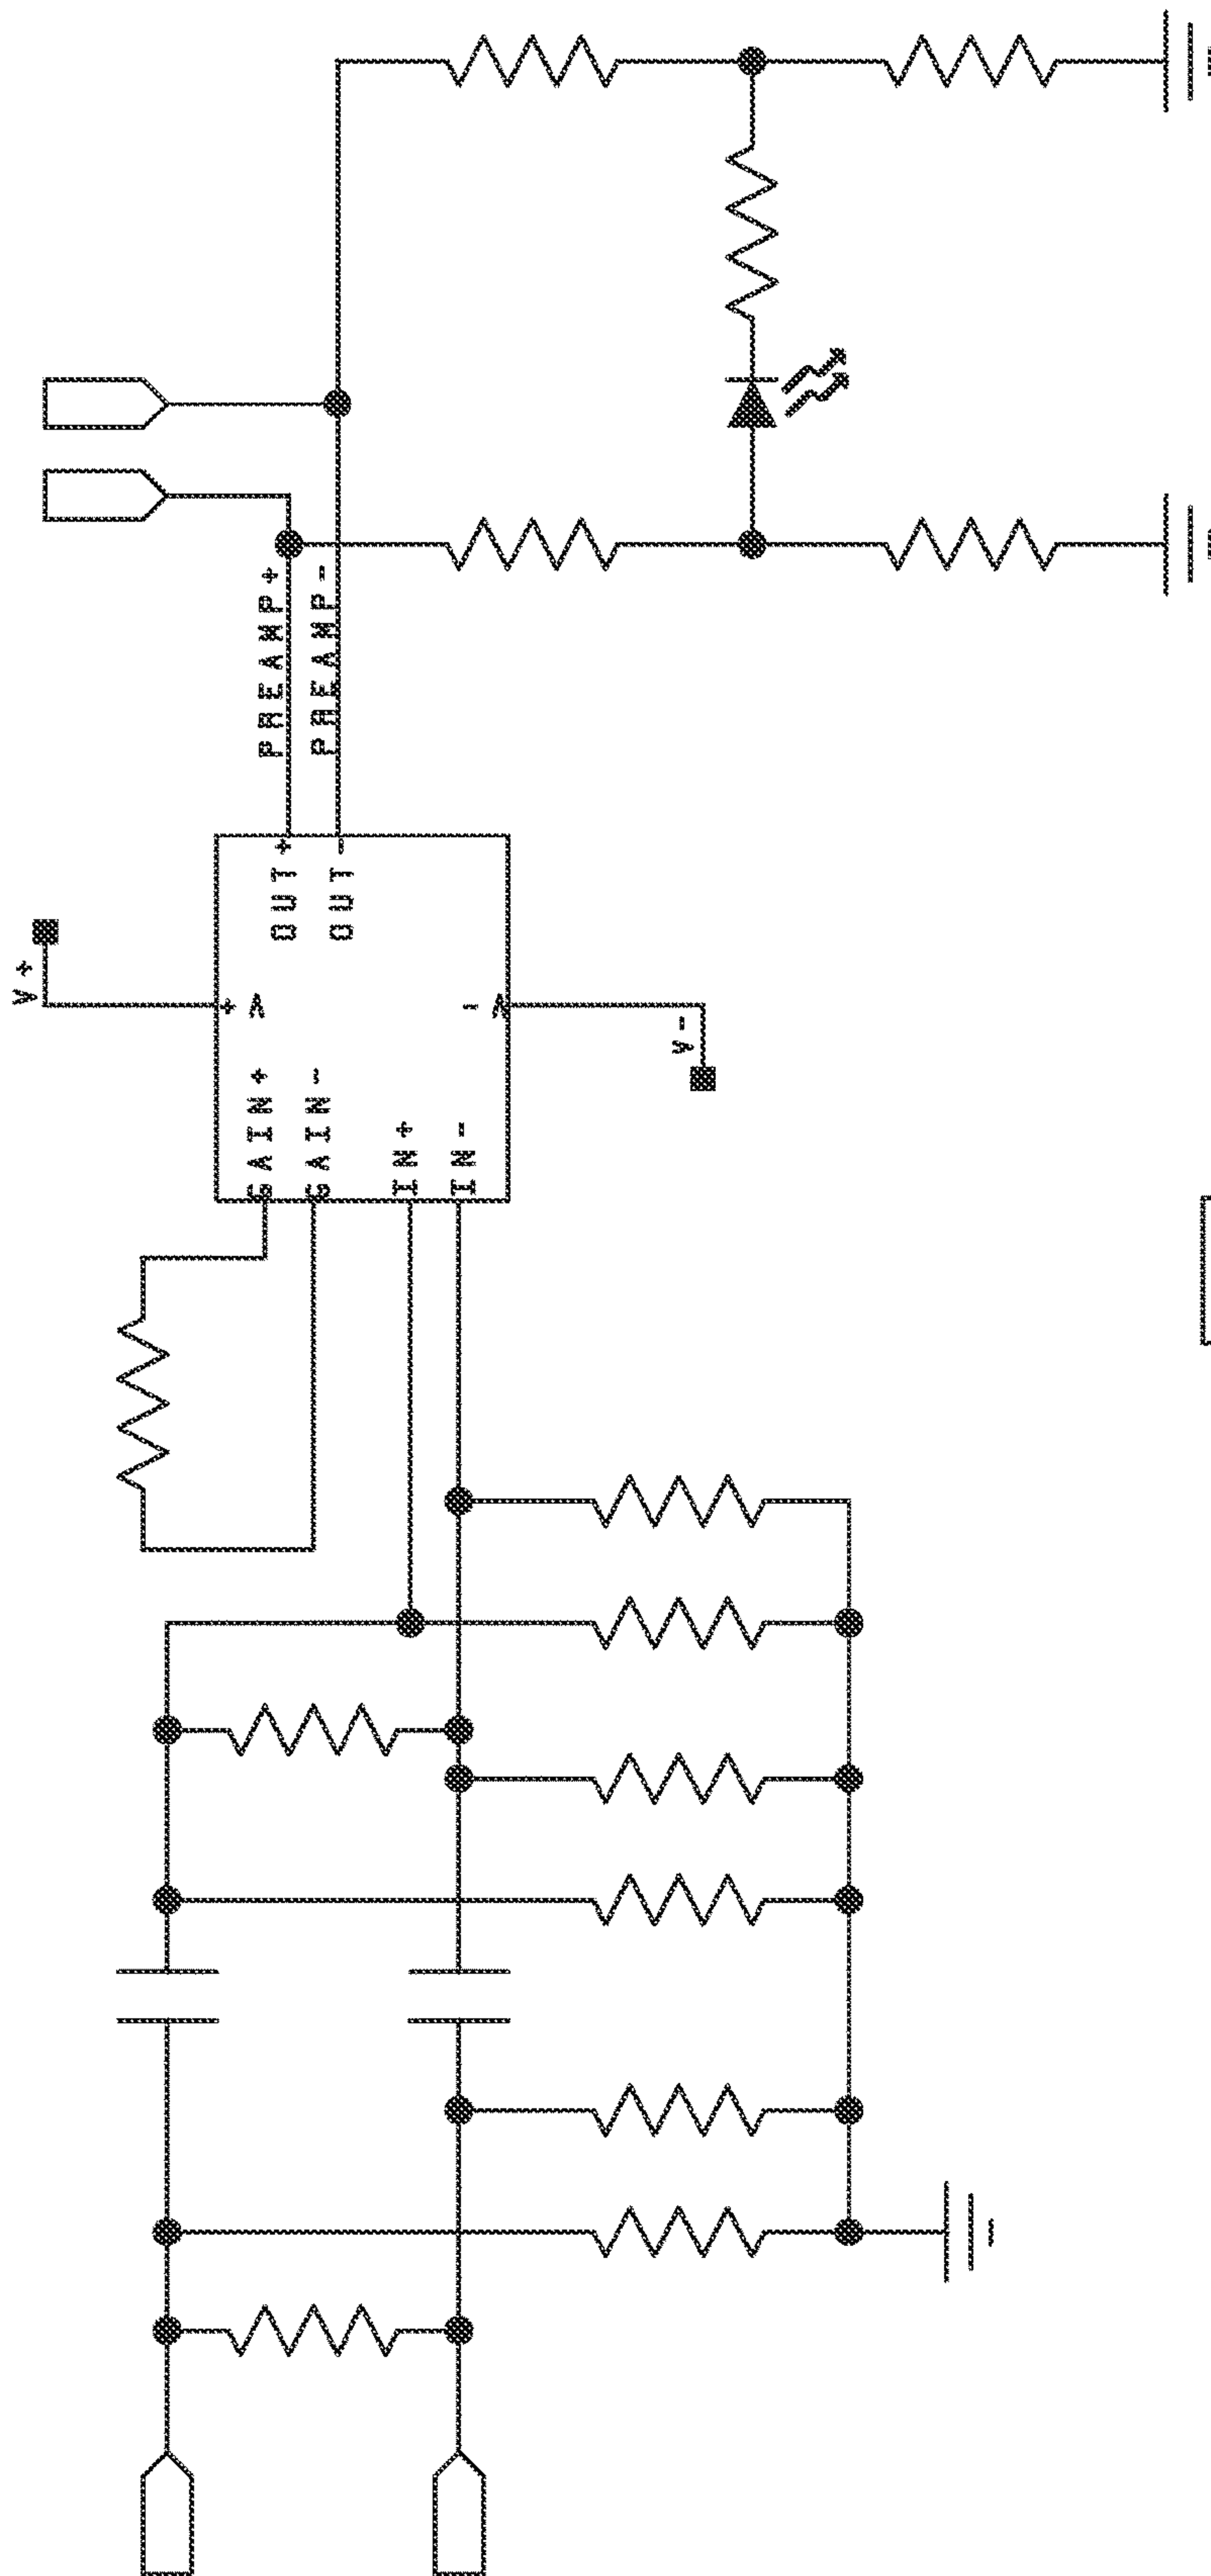 V+
PREAMP+
PREAMP-
OUT+
OUT-
+V
-V
GAIN+
GAIN-
IN+
IN-
V-